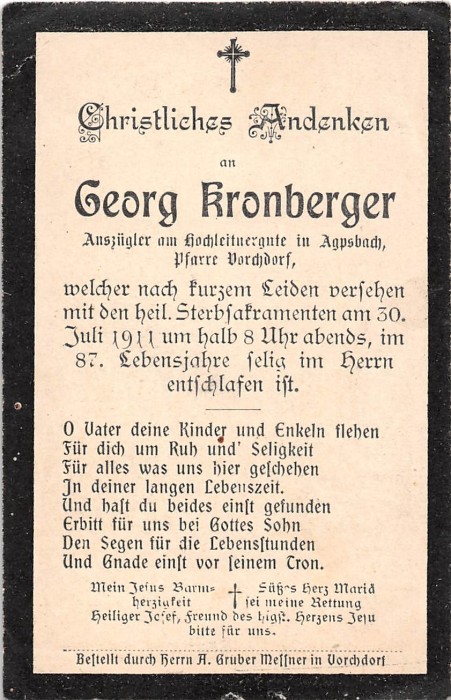 Christliches Andenken
an
Georg Kronberger
Auszügler am Hochleitnergute in Agpsbach,
Pfarre Vorchdorf,
welcher nach kurzem Leiden versehen
mit den heil. Sterbsakramenten am 30.
Juli 1911 um halb 8 Uhr abends, im
87. Lebensjahre selig im Herrn
entschlafen ist.
O Vater deine Kinder und Enkeln flehen
Für dich um Ruh und' Seligkeit
Für alles was uns hier geschehen
In deiner langen Lebenszeit.
Und hast du beides einst gefunden
Erbitt für uns bei Gottes Sohn
Den Segen für die Lebensstunden
Und Gnade einst vor seinem Tron.
Mein Jesus Barm- Süß's Herz Mariä
herzigkeit sei meine Rettung
Heiliger Josef, Freund des higst. Herzens Jesu
bitte für uns.
Bestellt durch Herrn A. Gruber Messner in Vorchdorf